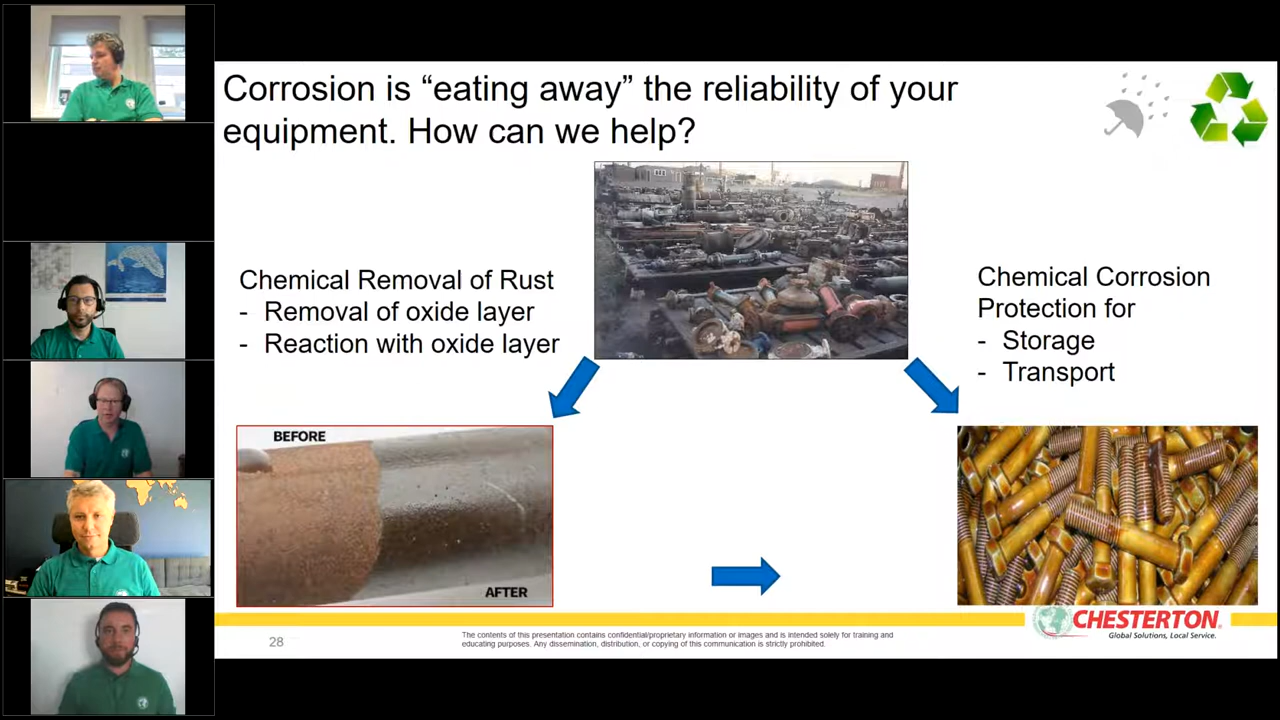 Corrosion is “eating away” the reliability of your
equipment. How can we help?
Chemical Removal of Rust
- Removal of oxide layer
- Reaction with oxide layer
Chemical Corrosion
Protection for
- Storage
- Transport
BEFORE
AFTER
28
The contents of this presentation contains confidential/proprietary information or images and is intended solely for training and
educating purposes. Any dissemination, distribution, or copying of this communication is strictly prohibited.
CHESTERTON®
Global Solutions, Local Service.